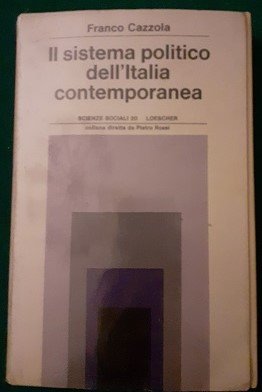 Franco Cazzola
Il sistema politico
dell'Italia
contemporanea
SCIENZE SOCIALI 20 LOESCHER
collana diretta da Pietro Rossi